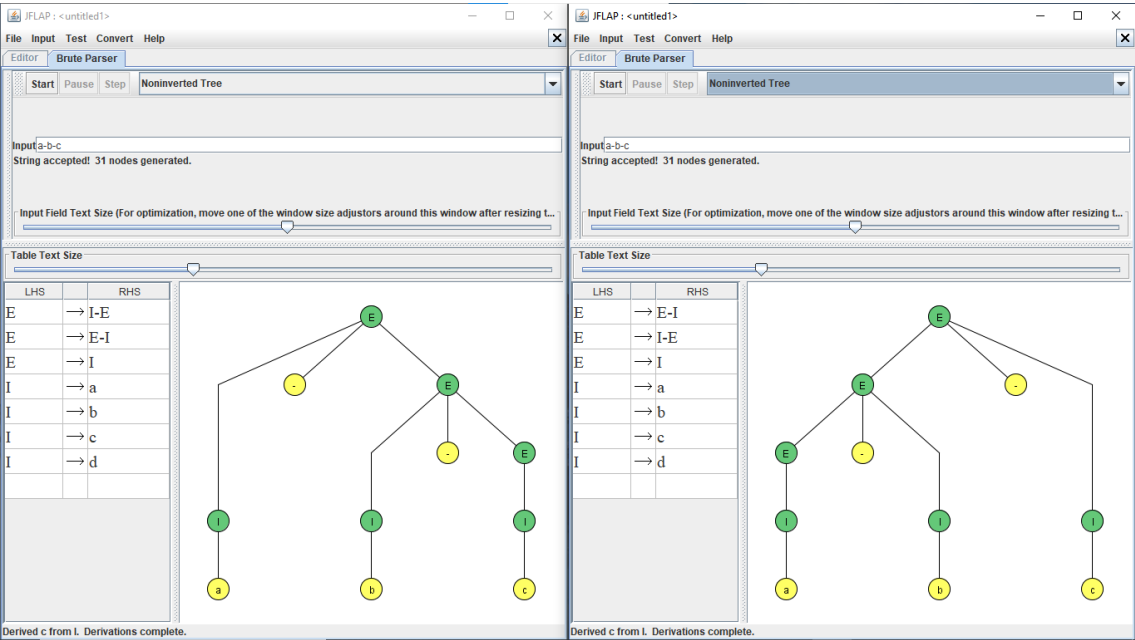 JFLAP : <untitled1>
File Input Test Convert Help
Editor Brute Parser
Start Pause Step Noninverted Tree
Input a-b-c
String accepted! 31 nodes generated.
Input Field Text Size (For optimization, move one of the window size adjustors around this window after resizing t...
Table Text Size
LHS RHS
E → I-E
E → E-I
E → I
I → a
I → b
I → c
I → d
E
- E
- E
I I I
a b c
Derived c from I. Derivations complete.
JFLAP : <untitled1>
File Input Test Convert Help
Editor Brute Parser
Start Pause Step Noninverted Tree
Input a-b-c
String accepted! 31 nodes generated.
Input Field Text Size (For optimization, move one of the window size adjustors around this window after resizing t...
Table Text Size
LHS RHS
E → E-I
E → I-E
E → I
I → a
I → b
I → c
I → d
E
E -
E -
I I I
a b c
Derived c from I. Derivations complete.